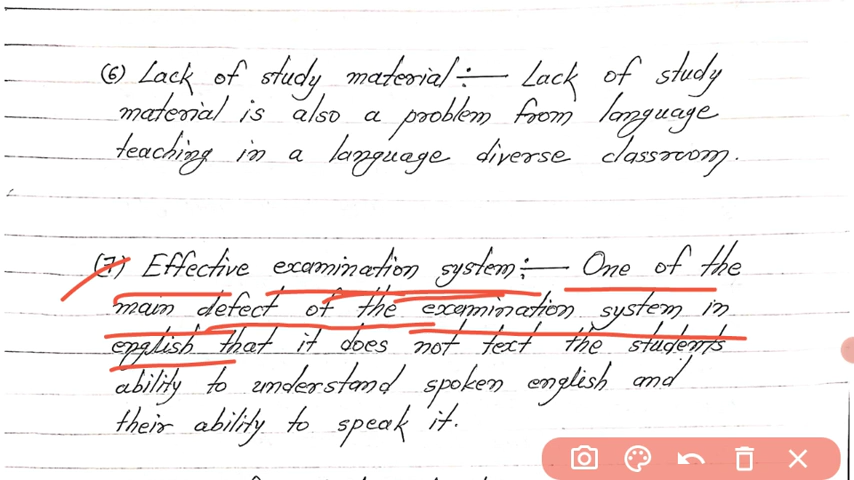 (6) Lack of study material:— Lack of study
material is also a problem from language
teaching in a language diverse classroom.
(7) Effective examination system:— One of the
main defect of the examination system in
english that it does not text the students
ability to understand spoken english and
their ability to speak it.